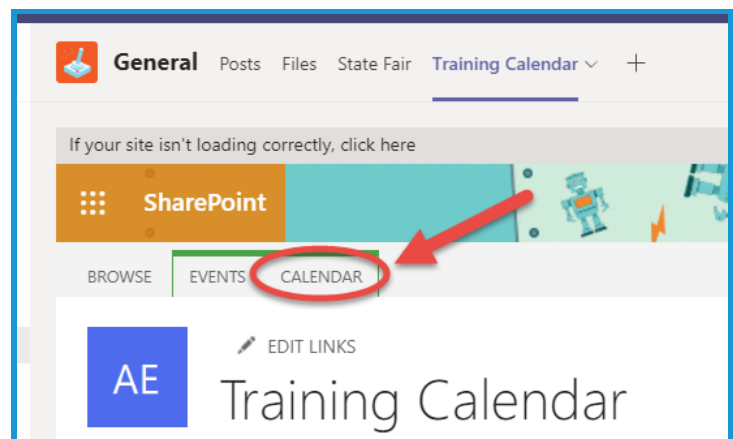 General Posts Files State Fair Training Calendar
If your site isn't loading correctly, click here
SharePoint
BROWSE EVENTS CALENDAR
EDIT LINKS
AE
Training Calendar